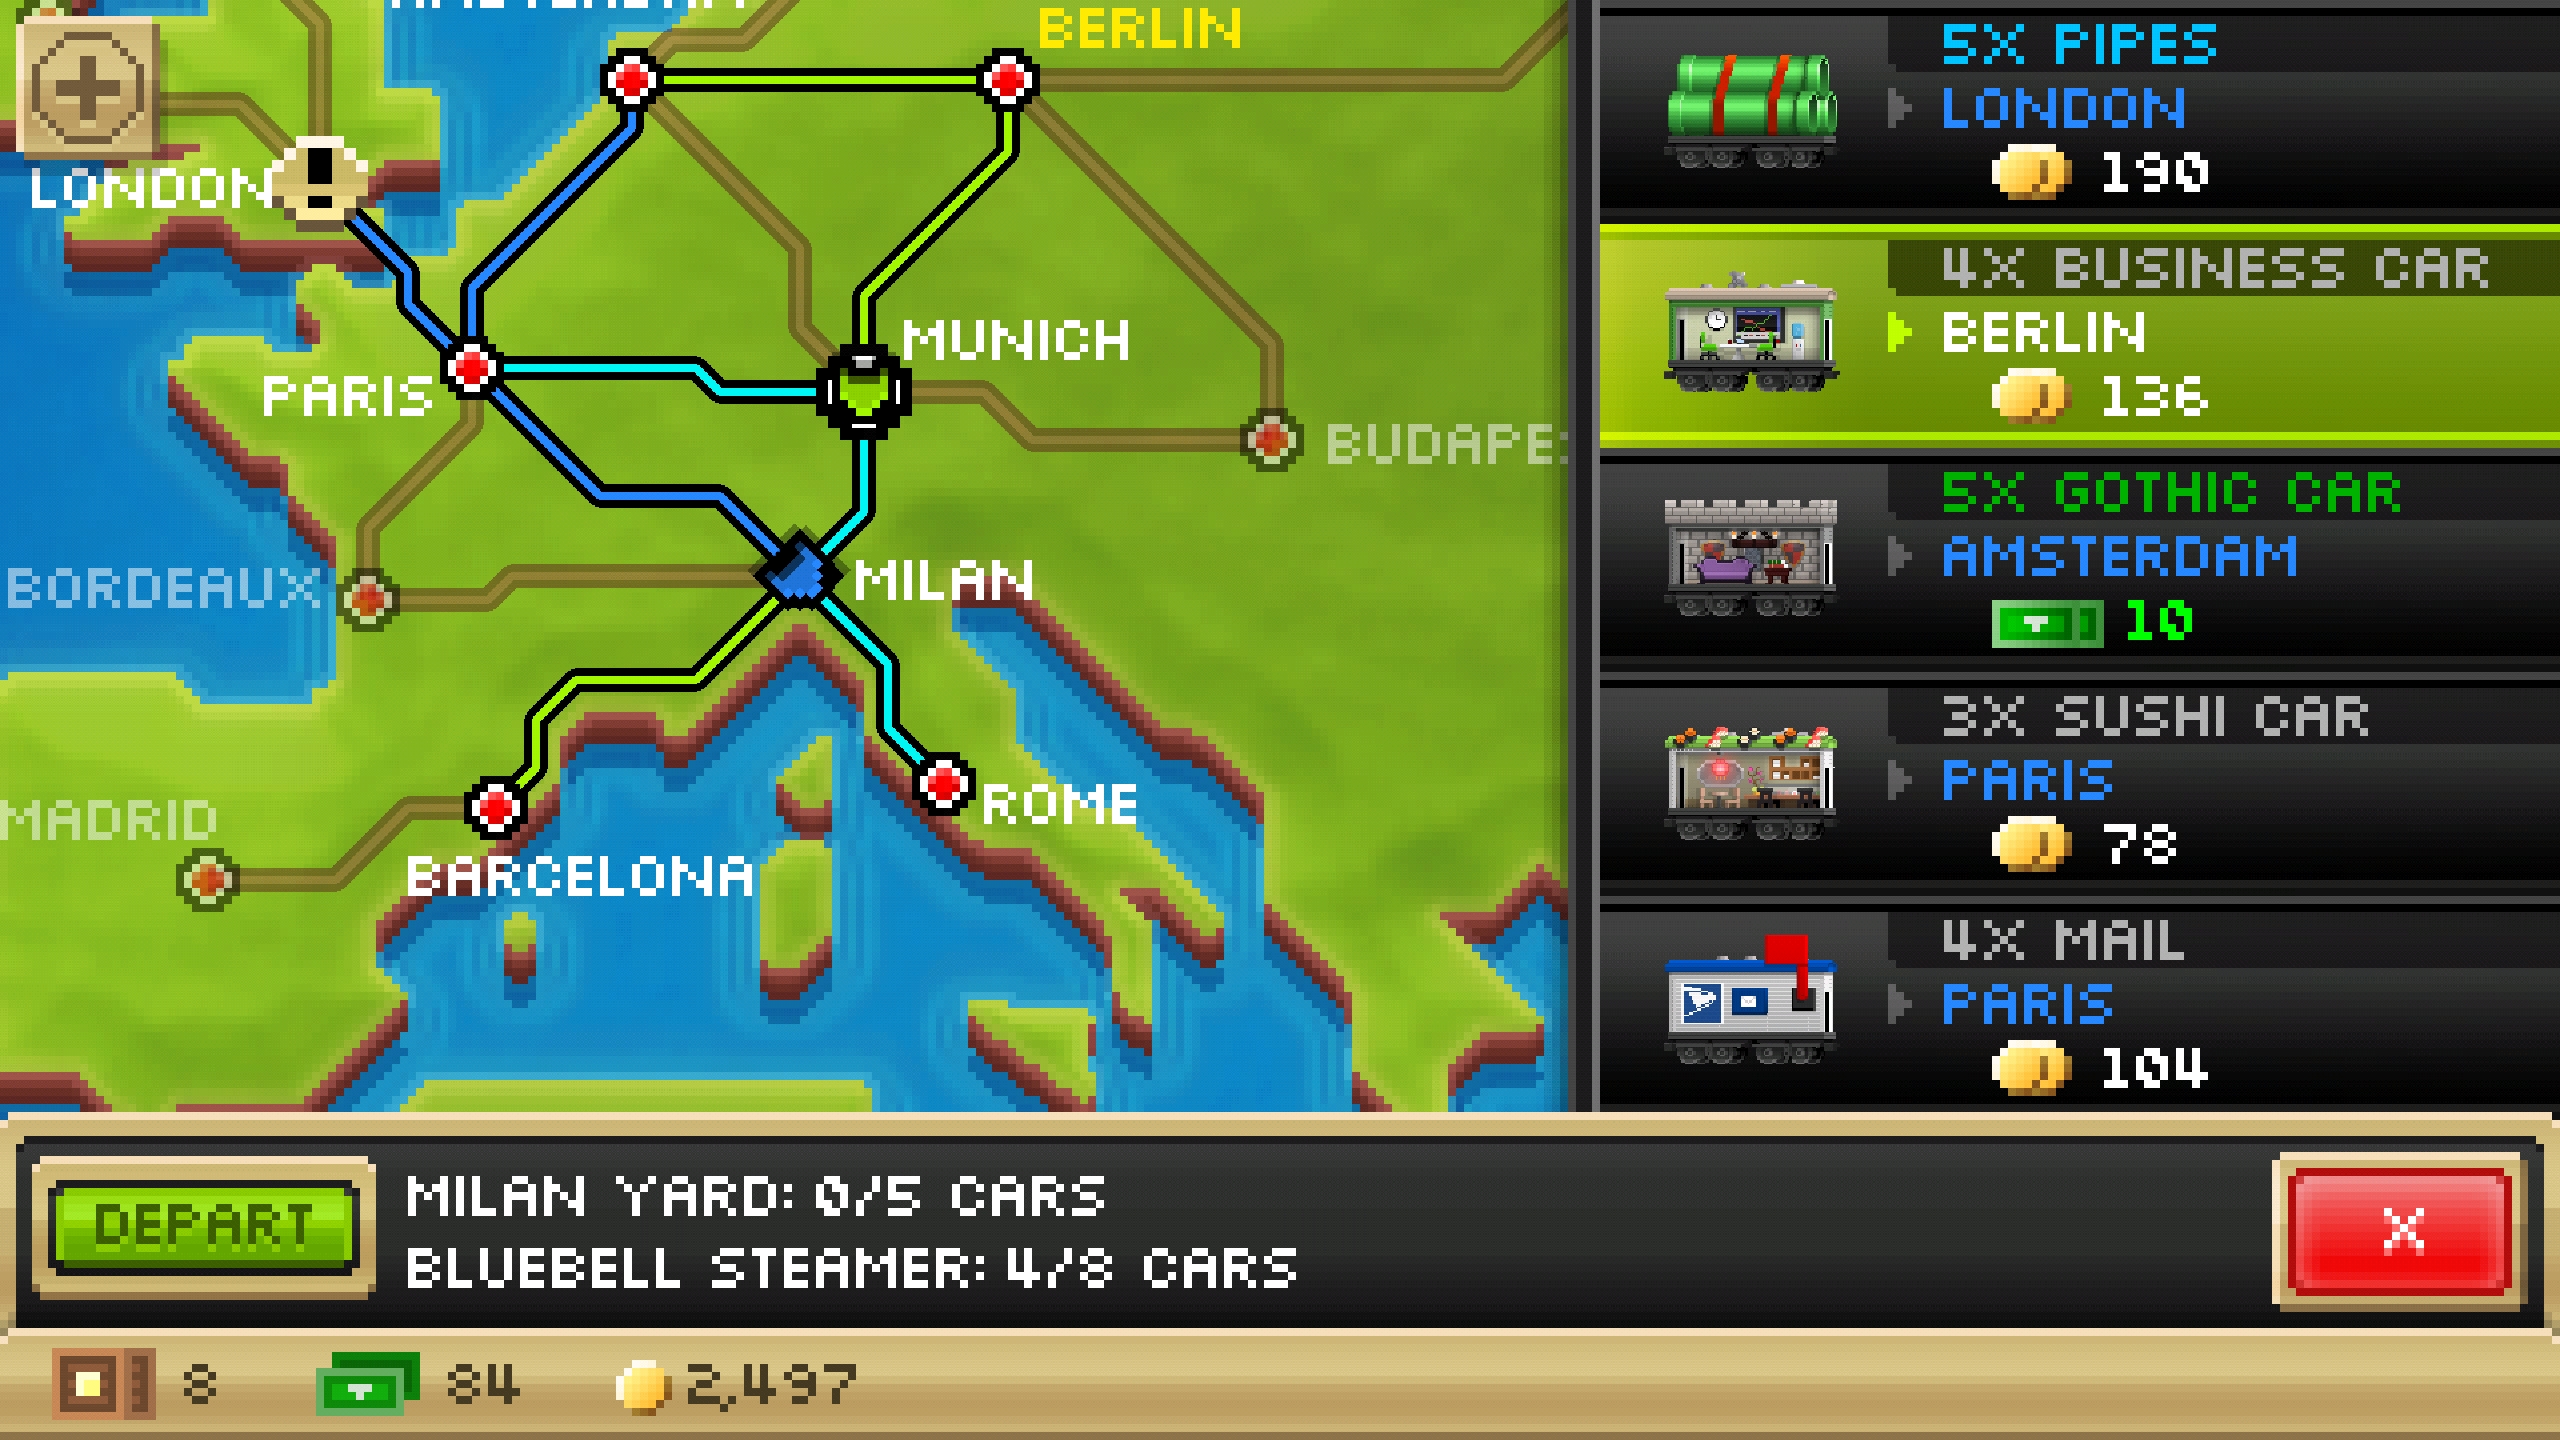 BERLIN
LONDON
MUNICH
PARIS
BORDEAUX
MILAN
MADRID
ROME
BARCELONA
5X PIPES
LONDON
190
4X BUSINESS CAR
BERLIN
136
5X GOTHIC CAR
AMSTERDAM
10
3X SUSHI CAR
PARIS
78
4X MAIL
PARIS
104
DEPART
MILAN YARD: 0/5 CARS
BLUEBELL STEAMER: 4/8 CARS
X
8
84
2,497